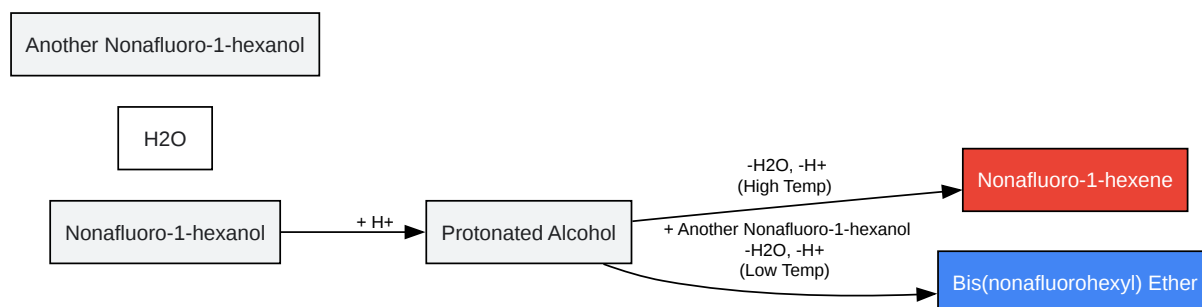 Another Nonafluoro-1-hexanol
H2O
Nonafluoro-1-hexanol
+ H+
Protonated Alcohol
-H2O, -H+
(High Temp)
Nonafluoro-1-hexene
+ Another Nonafluoro-1-hexanol
-H2O, -H+
(Low Temp)
Bis(nonafluorohexyl) Ether